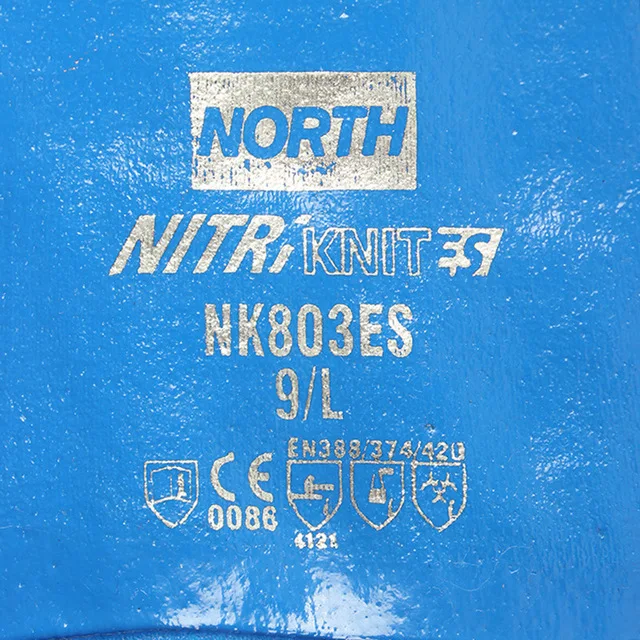 NORTH
NITRi KNIT ES
NK803ES
9/L
EN388/374/420
CE
0086
4121